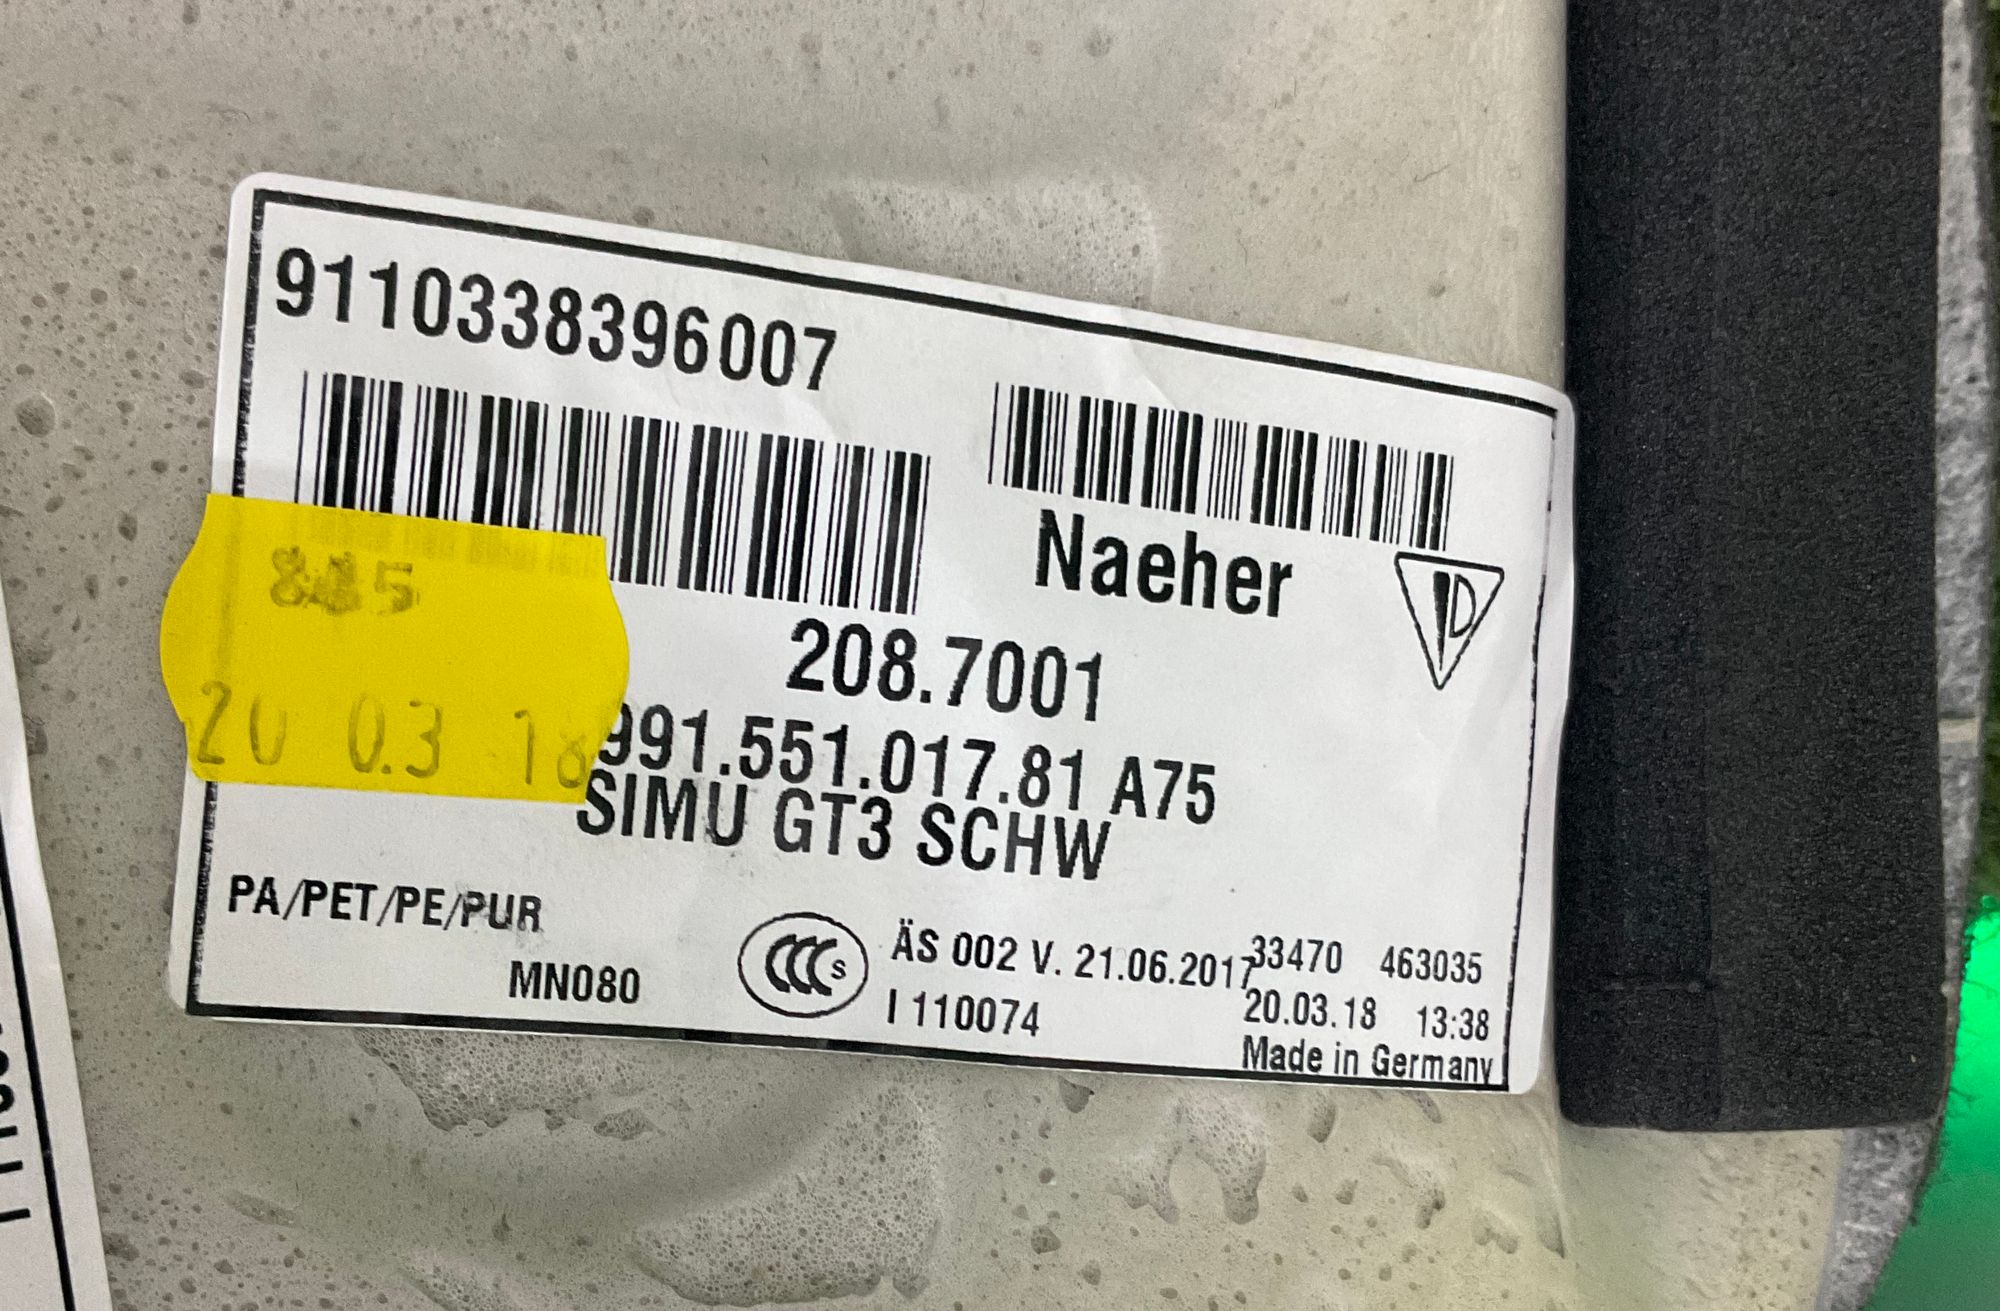 9110338396007
Naeher
208.7001
20 03 18
991.551.017.81 A75
SIMU GT3 SCHW
PA/PET/PE/PUR
MN080
CCC S
ÄS 002 V. 21.06.2017
I 110074
33470 463035
20.03.18 13:38
Made in Germany